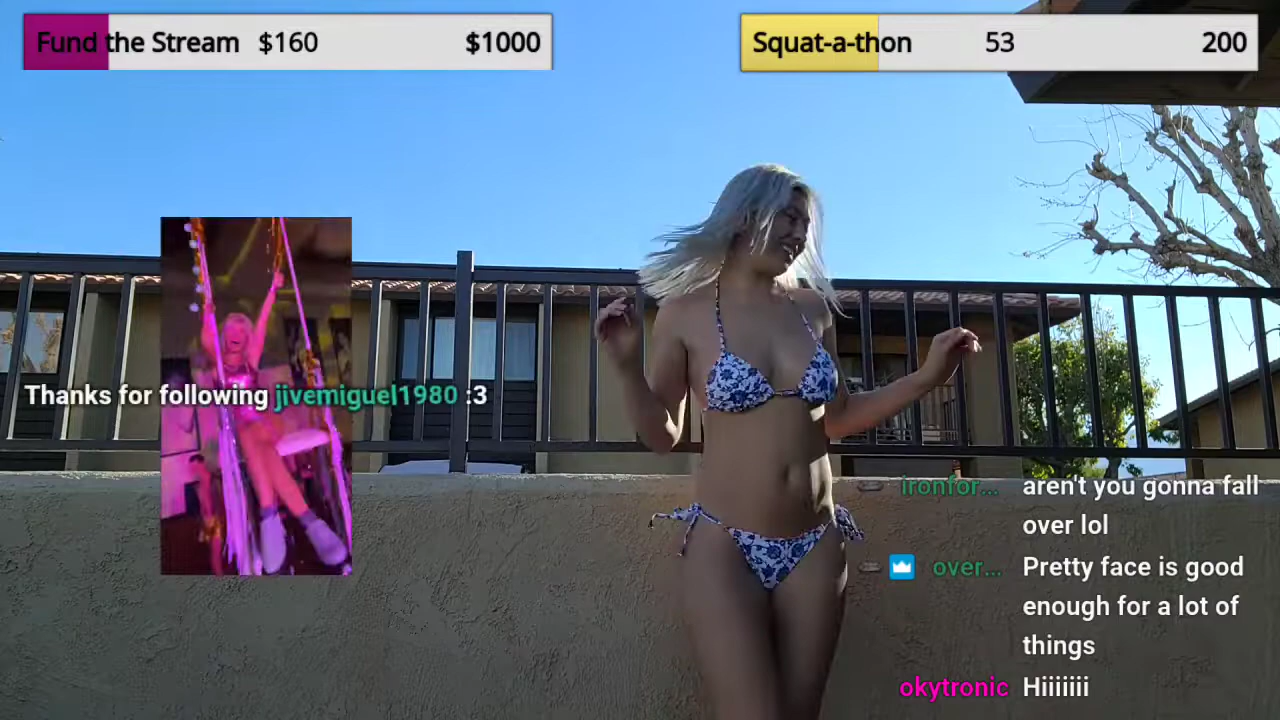 Fund the Stream $160 $1000
Squat-a-thon 53 200
Thanks for following jivemiguel1980 :3
ironfor... aren't you gonna fall
over lol
over... Pretty face is good
enough for a lot of
things
okytronic Hiiiiiii